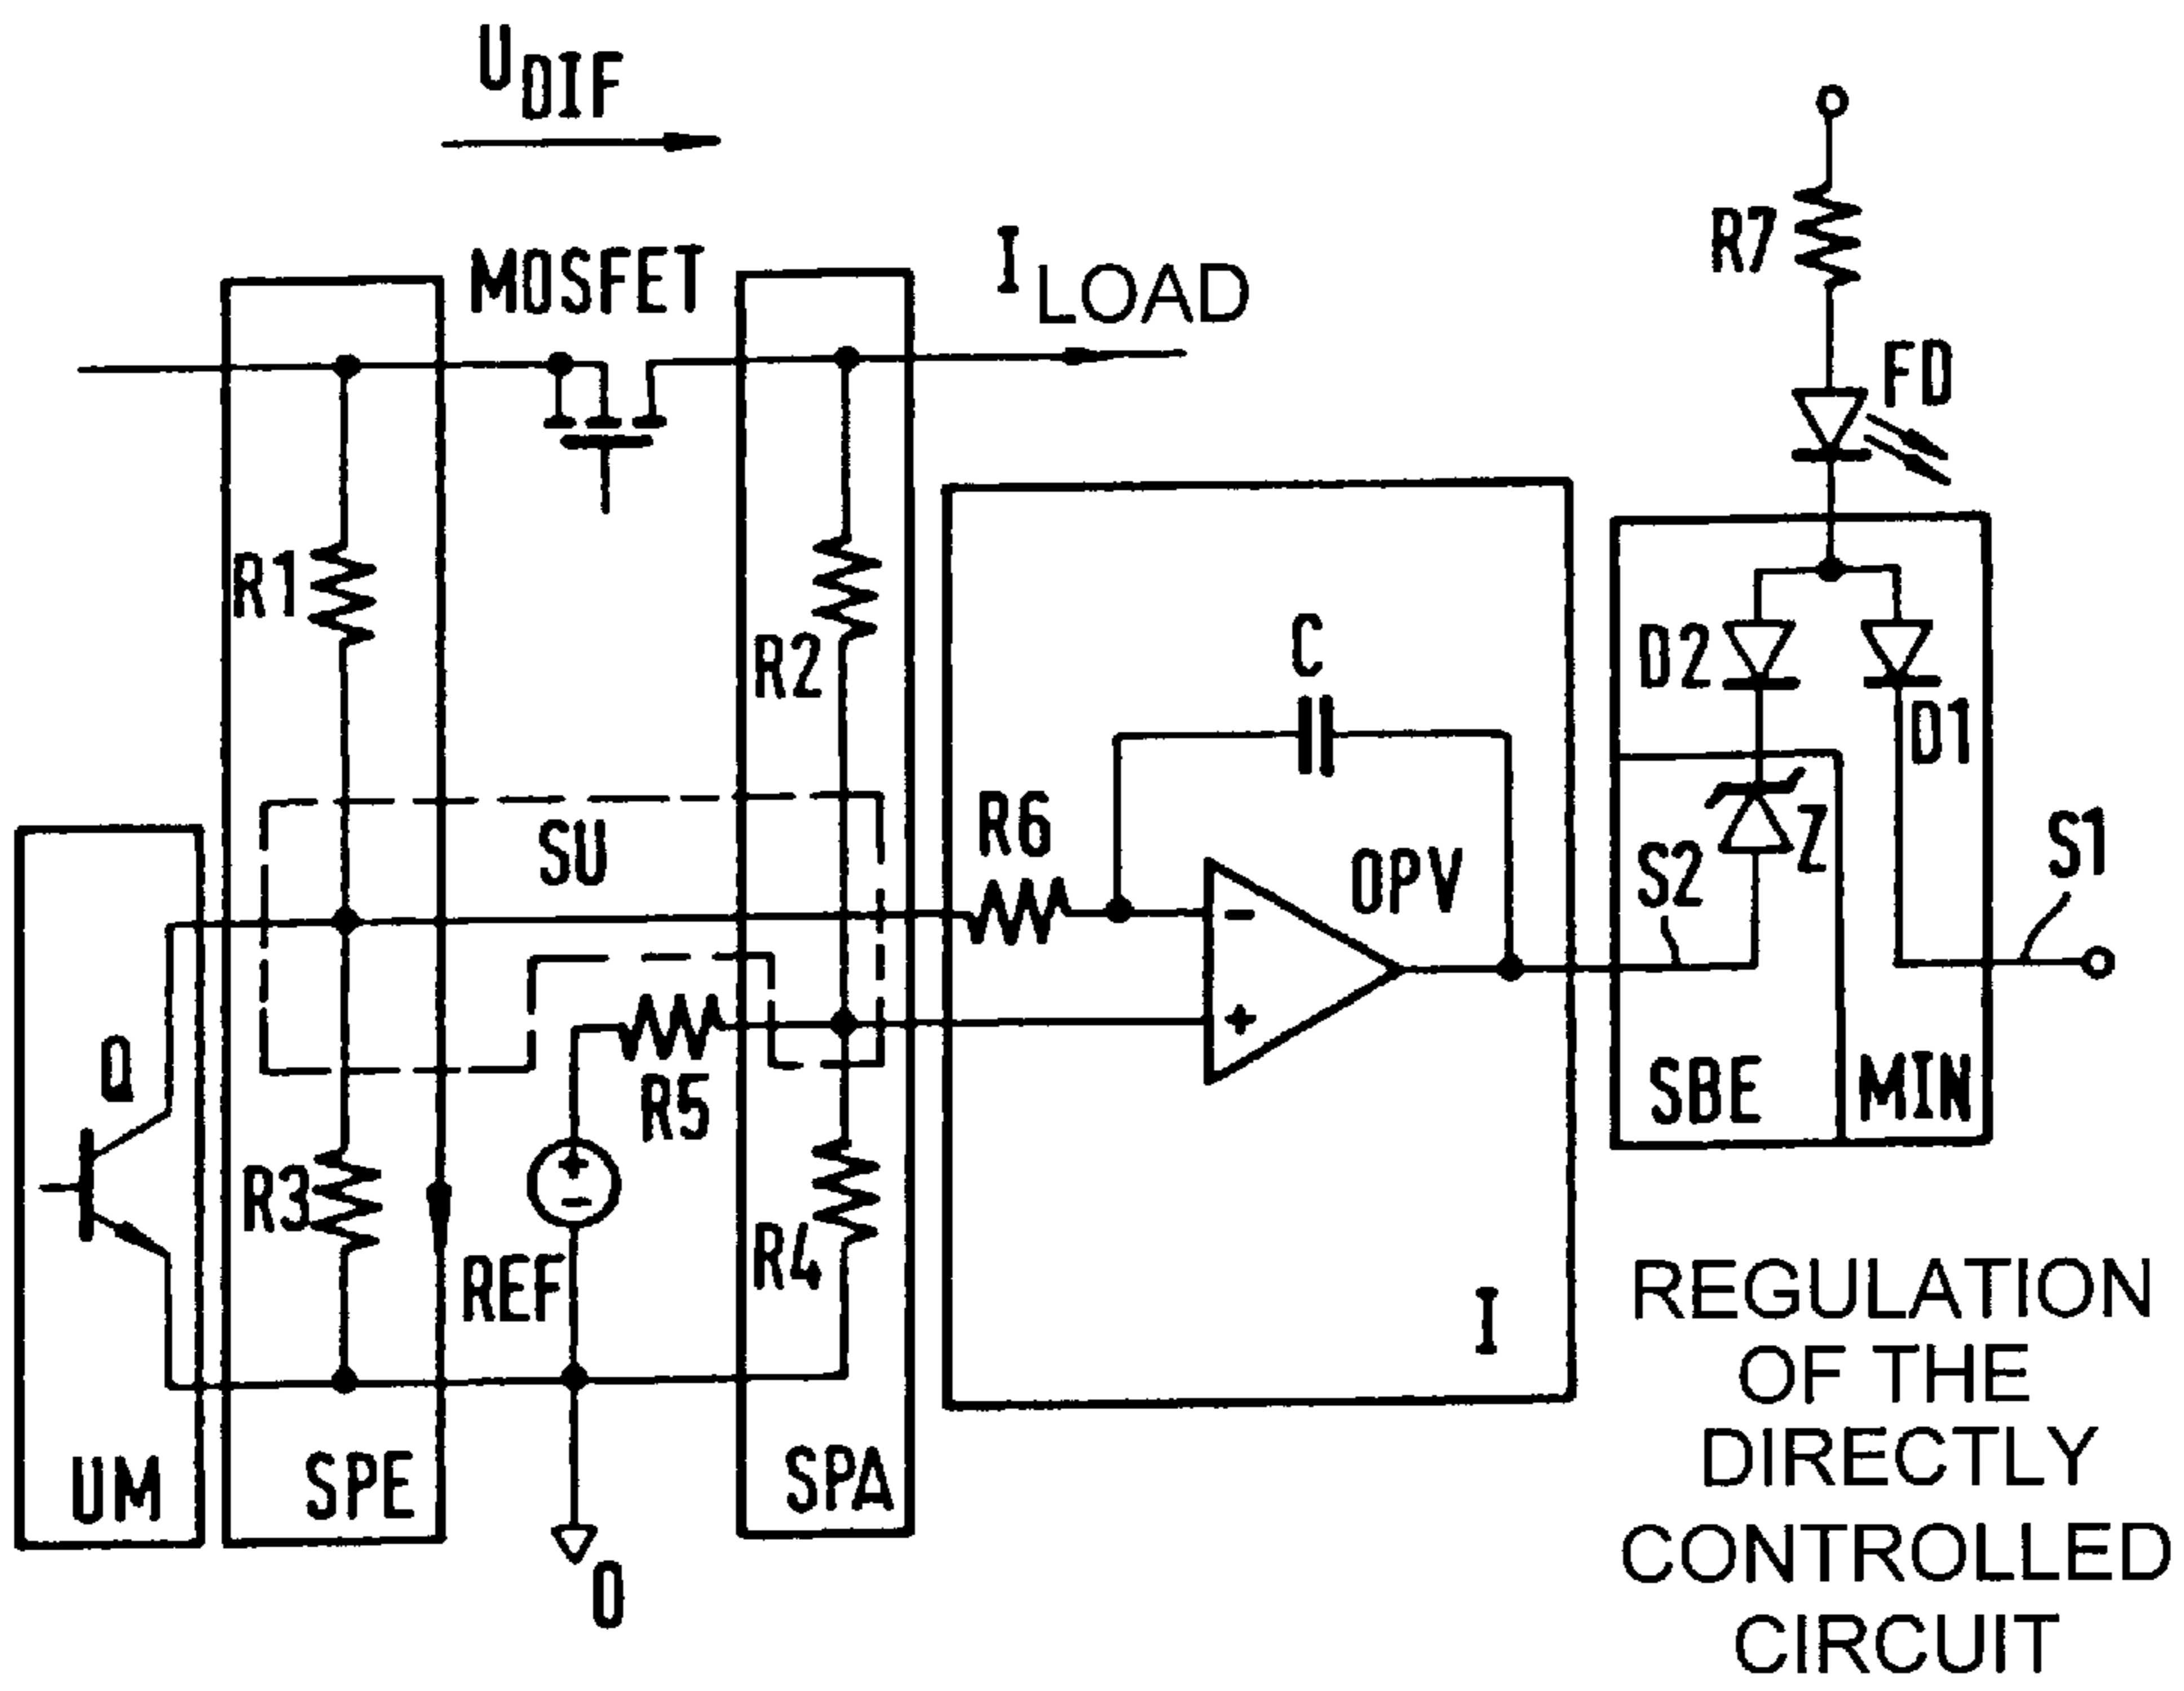 UDIF
MOSFET
ILOAD
R7
FD
R1
R2
C
D2
D1
SU
R6
OPV
Z
S2
S1
-
+
Q
R5
SBE
MIN
R3
+
-
REF
R4
I
UM
SPE
SPA
0
REGULATION
OF THE
DIRECTLY
CONTROLLED
CIRCUIT